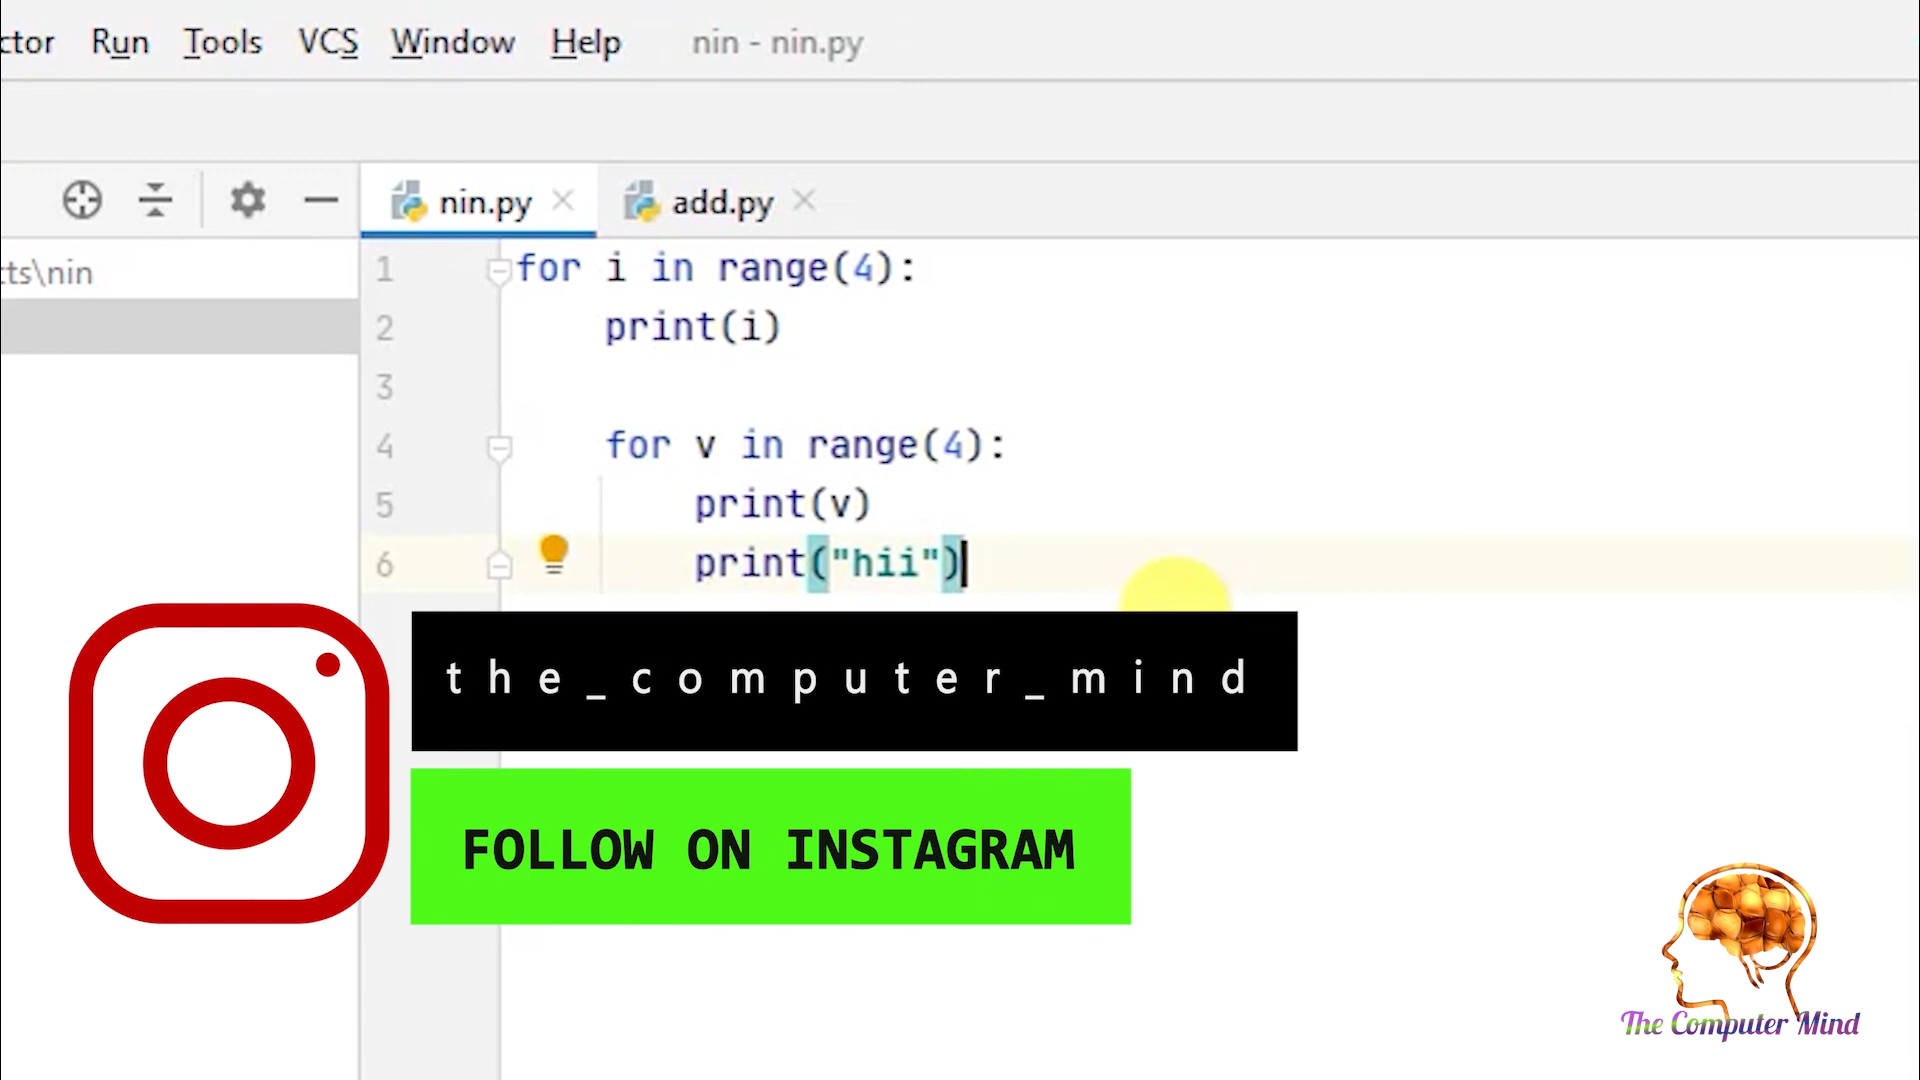 ctor Run Tools VCS Window Help nin - nin.py
nin.py add.py
cts\nin
1 for i in range(4):
2 print(i)
3
4 for v in range(4):
5 print(v)
6 print("hii")
the_computer_mind
FOLLOW ON INSTAGRAM
The Computer Mind